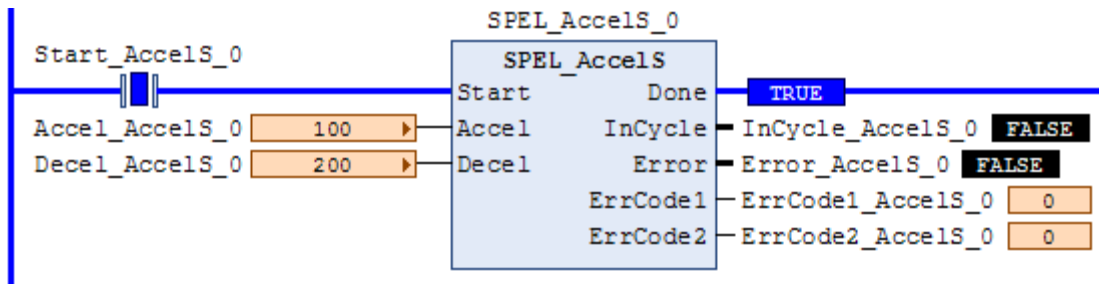 SPEL_AccelS_0
Start_AccelS_0
SPEL_AccelS
Start Done TRUE
Accel_AccelS_0 100 Accel InCycle InCycle_AccelS_0 FALSE
Decel_AccelS_0 200 Decel Error Error_AccelS_0 FALSE
ErrCode1 ErrCode1_AccelS_0 0
ErrCode2 ErrCode2_AccelS_0 0